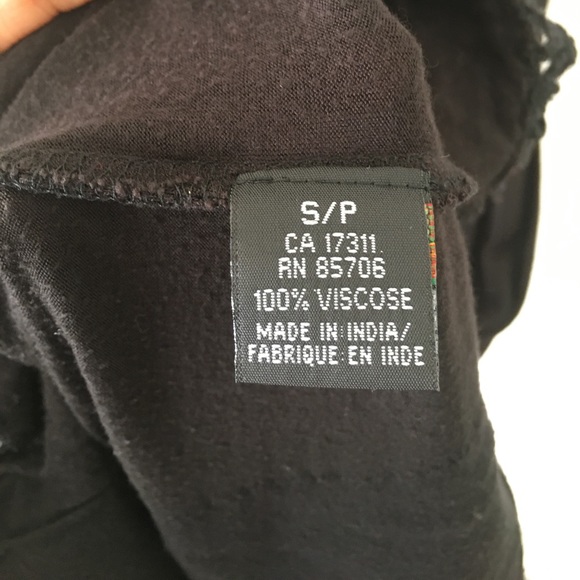 S/P
CA 17311.
RN 85706
100% VISCOSE
MADE IN INDIA/
FABRIQUE EN INDE